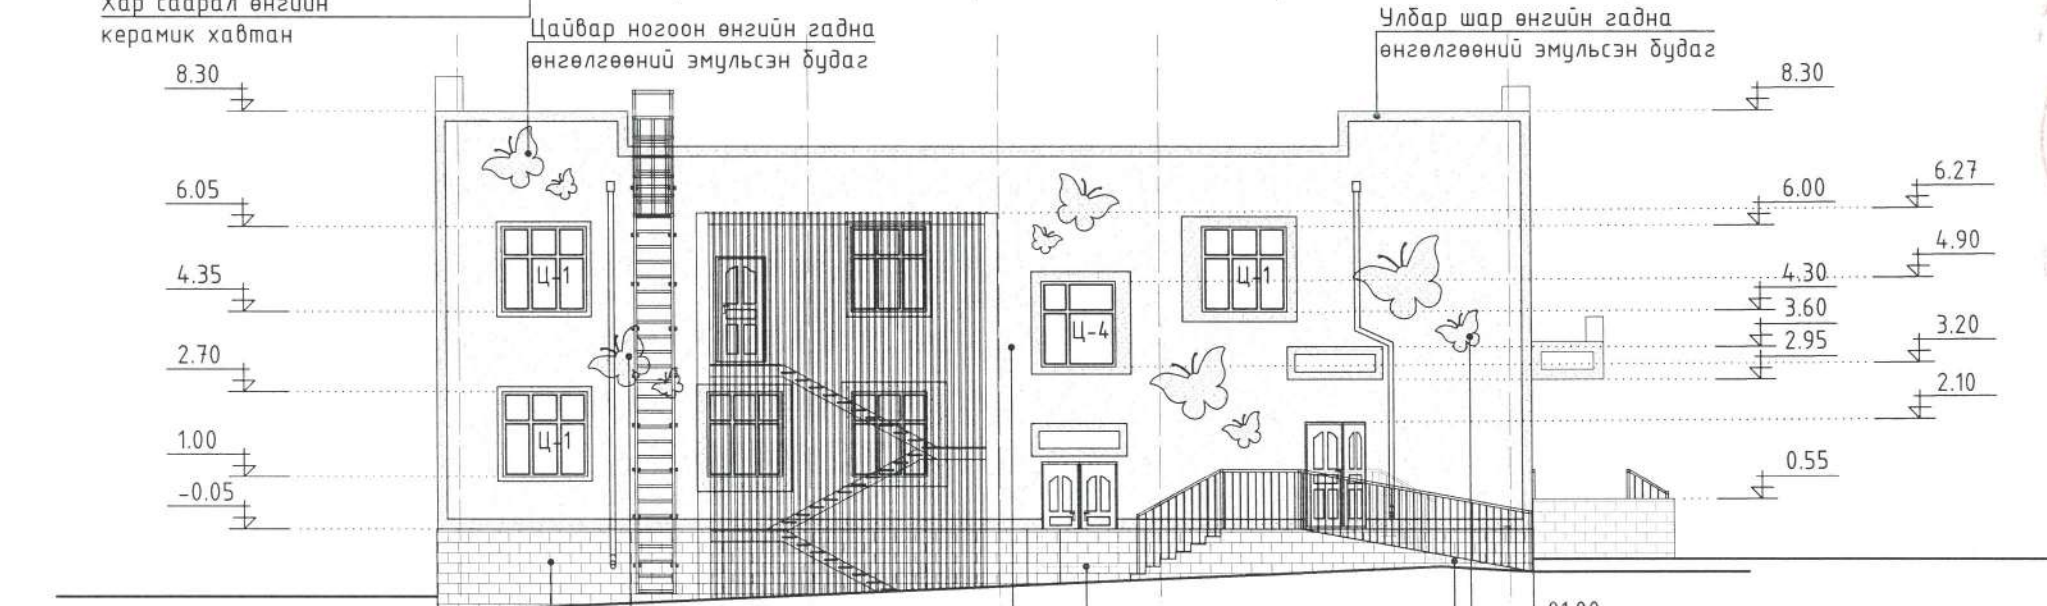 Хар саарал өнгийн
керамик хавтан
Цайвар ногоон өнгийн гадна
өнгөлгөөний эмульсэн будаг
Улбар шар өнгийн гадна
өнгөлгөөний эмульсэн будаг
8.30
6.05
4.35
2.70
1.00
-0.05
Ц-1
Ц-1
Ц-4
Ц-1
8.30
6.00
4.30
3.60
2.95
0.55
6.27
4.90
3.20
2.10